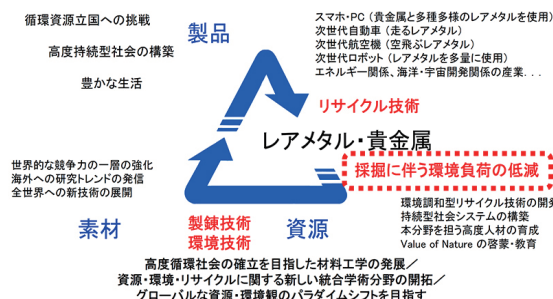 循環資源立国への挑戦
高度持続型社会の構築
豊かな生活
製品
スマホ・PC（貴金属と多種多様のレアメタルを使用）
次世代自動車（走るレアメタル）
次世代航空機（空飛ぶレアメタル）
次世代ロボット（レアメタルを多量に使用）
エネルギー関係、海洋・宇宙開発関係の産業...
リサイクル技術
レアメタル・貴金属
採掘に伴う環境負荷の低減
世界的な競争力の一層の強化
海外への研究トレンドの発信
全世界への新技術の展開
素材
製錬技術
環境技術
資源
環境調和型リサイクル技術の開発
持続型社会システムの構築
本分野を担う高度人材の育成
Value of Nature の啓蒙・教育
高度循環社会の確立を目指した材料工学の発展／
資源・環境・リサイクルに関する新しい統合学術分野の開拓／
グローバルな資源・環境観のパラダイムシフトを目指す